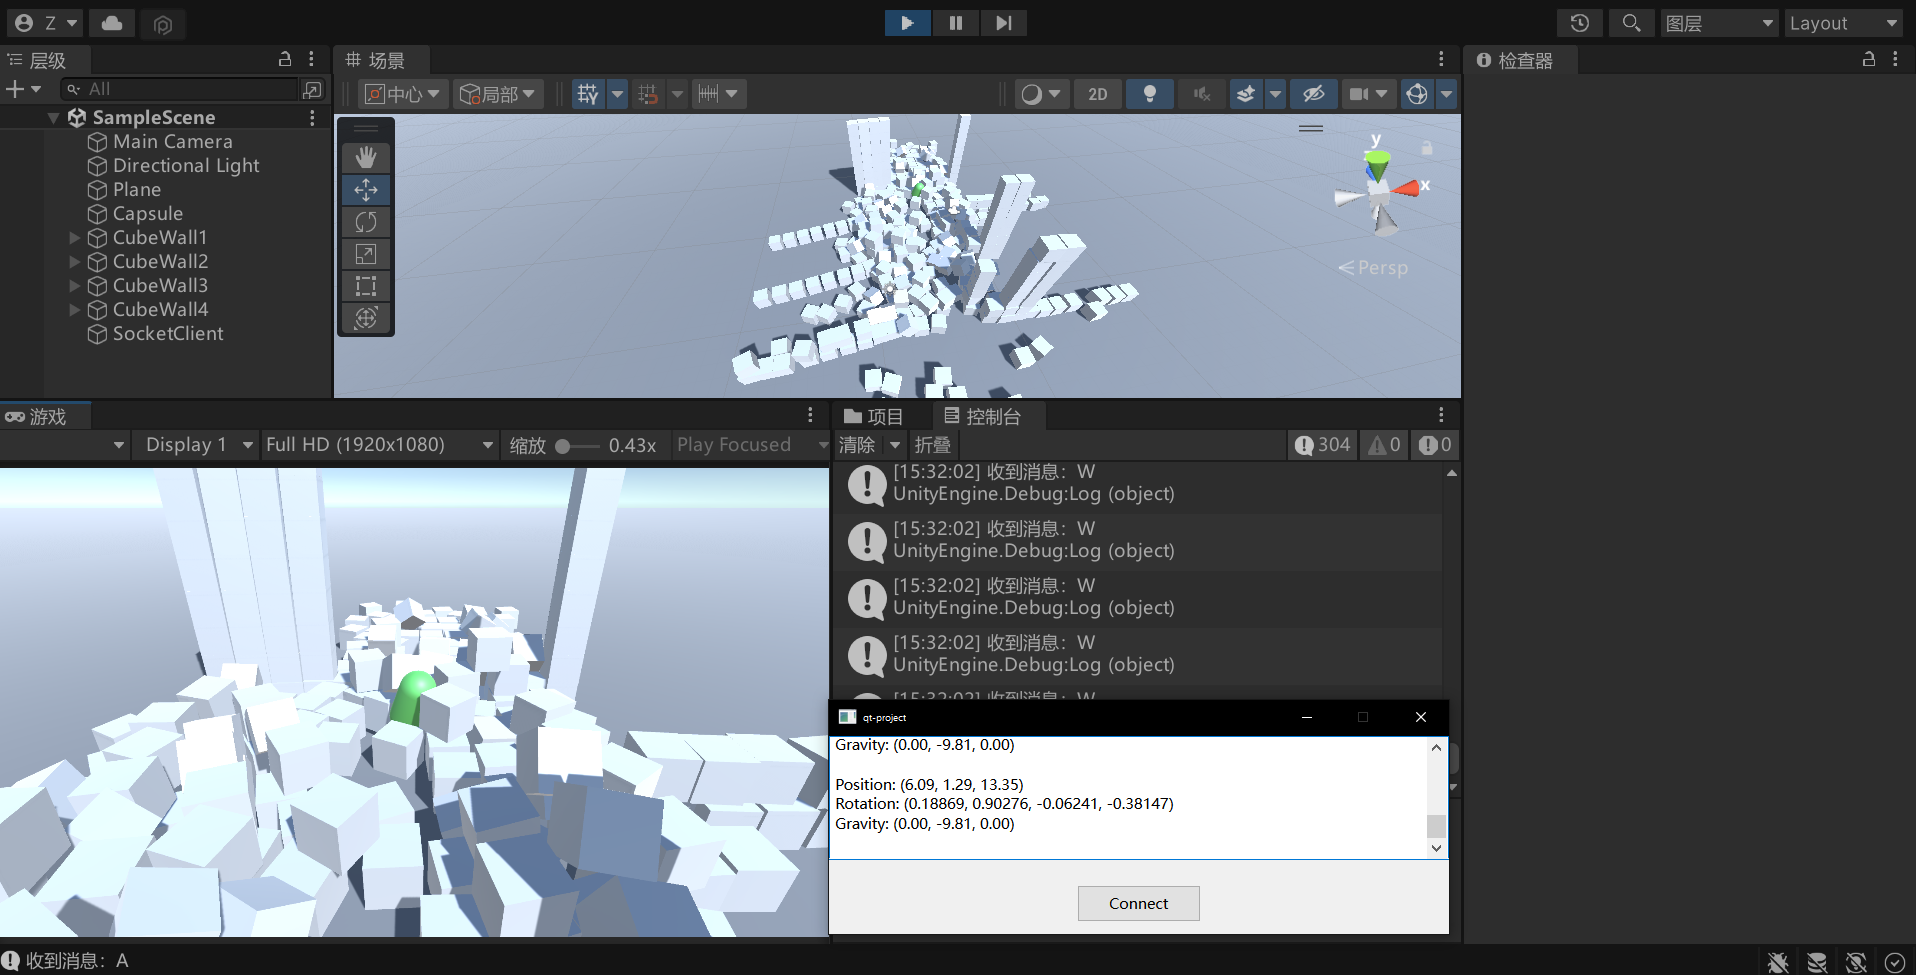 Z
图层
Layout
层级
场景
检查器
All
中心
局部
2D
SampleScene
Main Camera
Directional Light
Plane
Capsule
CubeWall1
CubeWall2
CubeWall3
CubeWall4
SocketClient
y
x
Persp
游戏
项目
控制台
Display 1
Full HD (1920x1080)
缩放
0.43x
Play Focused
清除
折叠
304
0
0
[15:32:02] 收到消息：W
UnityEngine.Debug:Log (object)
[15:32:02] 收到消息：W
UnityEngine.Debug:Log (object)
[15:32:02] 收到消息：W
UnityEngine.Debug:Log (object)
[15:32:02] 收到消息：W
UnityEngine.Debug:Log (object)
[15:32:02] 收到消息：W
qt-project
Gravity: (0.00, -9.81, 0.00)
Position: (6.09, 1.29, 13.35)
Rotation: (0.18869, 0.90276, -0.06241, -0.38147)
Gravity: (0.00, -9.81, 0.00)
Connect
收到消息：A